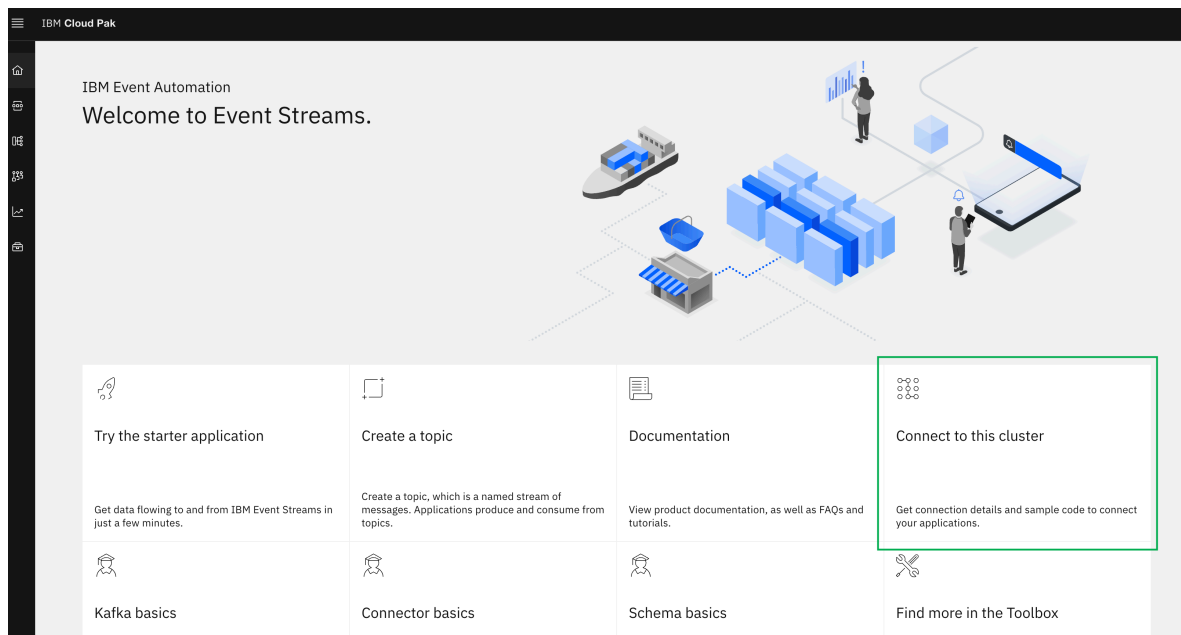 IBM Cloud Pak
IBM Event Automation
Welcome to Event Streams.
Try the starter application
Get data flowing to and from IBM Event Streams in
just a few minutes.
Create a topic
Create a topic, which is a named stream of
messages. Applications produce and consume from
topics.
Documentation
View product documentation, as well as FAQs and
tutorials.
Connect to this cluster
Get connection details and sample code to connect
your applications.
Kafka basics
Connector basics
Schema basics
Find more in the Toolbox